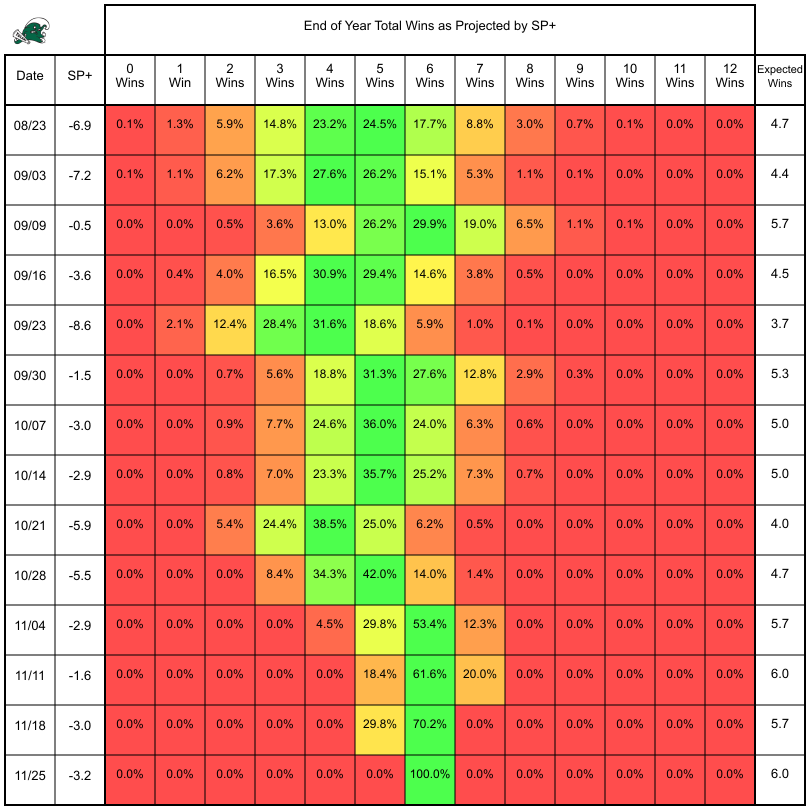 End of Year Total Wins as Projected by SP+
Date SP+ 0 Wins 1 Win 2 Wins 3 Wins 4 Wins 5 Wins 6 Wins 7 Wins 8 Wins 9 Wins 10 Wins 11 Wins 12 Wins Expected Wins
08/23 -6.9 0.1% 1.3% 5.9% 14.8% 23.2% 24.5% 17.7% 8.8% 3.0% 0.7% 0.1% 0.0% 0.0% 4.7
09/03 -7.2 0.1% 1.1% 6.2% 17.3% 27.6% 26.2% 15.1% 5.3% 1.1% 0.1% 0.0% 0.0% 0.0% 4.4
09/09 -0.5 0.0% 0.0% 0.5% 3.6% 13.0% 26.2% 29.9% 19.0% 6.5% 1.1% 0.1% 0.0% 0.0% 5.7
09/16 -3.6 0.0% 0.4% 4.0% 16.5% 30.9% 29.4% 14.6% 3.8% 0.5% 0.0% 0.0% 0.0% 0.0% 4.5
09/23 -8.6 0.0% 2.1% 12.4% 28.4% 31.6% 18.6% 5.9% 1.0% 0.1% 0.0% 0.0% 0.0% 0.0% 3.7
09/30 -1.5 0.0% 0.0% 0.7% 5.6% 18.8% 31.3% 27.6% 12.8% 2.9% 0.3% 0.0% 0.0% 0.0% 5.3
10/07 -3.0 0.0% 0.0% 0.9% 7.7% 24.6% 36.0% 24.0% 6.3% 0.6% 0.0% 0.0% 0.0% 0.0% 5.0
10/14 -2.9 0.0% 0.0% 0.8% 7.0% 23.3% 35.7% 25.2% 7.3% 0.7% 0.0% 0.0% 0.0% 0.0% 5.0
10/21 -5.9 0.0% 0.0% 5.4% 24.4% 38.5% 25.0% 6.2% 0.5% 0.0% 0.0% 0.0% 0.0% 0.0% 4.0
10/28 -5.5 0.0% 0.0% 0.0% 8.4% 34.3% 42.0% 14.0% 1.4% 0.0% 0.0% 0.0% 0.0% 0.0% 4.7
11/04 -2.9 0.0% 0.0% 0.0% 0.0% 4.5% 29.8% 53.4% 12.3% 0.0% 0.0% 0.0% 0.0% 0.0% 5.7
11/11 -1.6 0.0% 0.0% 0.0% 0.0% 0.0% 18.4% 61.6% 20.0% 0.0% 0.0% 0.0% 0.0% 0.0% 6.0
11/18 -3.0 0.0% 0.0% 0.0% 0.0% 0.0% 29.8% 70.2% 0.0% 0.0% 0.0% 0.0% 0.0% 0.0% 5.7
11/25 -3.2 0.0% 0.0% 0.0% 0.0% 0.0% 0.0% 100.0% 0.0% 0.0% 0.0% 0.0% 0.0% 0.0% 6.0